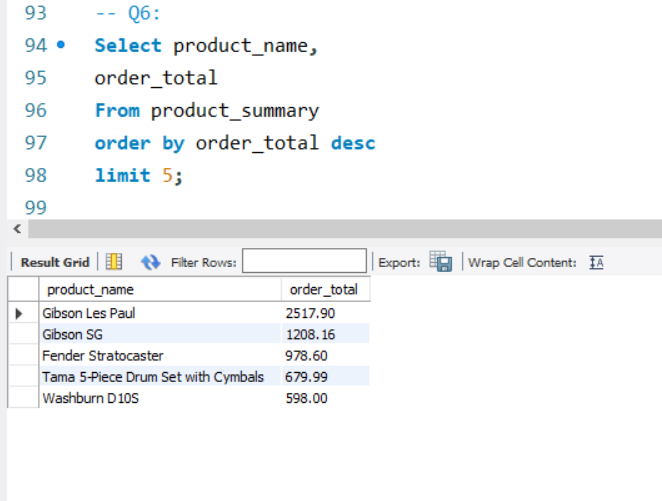 93 -- Q6:
94 Select product_name,
95 order_total
96 From product_summary
97 order by order_total desc
98 limit 5;
99
Result Grid Filter Rows: Export: Wrap Cell Content:
product_name order_total
Gibson Les Paul 2517.90
Gibson SG 1208.16
Fender Stratocaster 978.60
Tama 5-Piece Drum Set with Cymbals 679.99
Washburn D10S 598.00